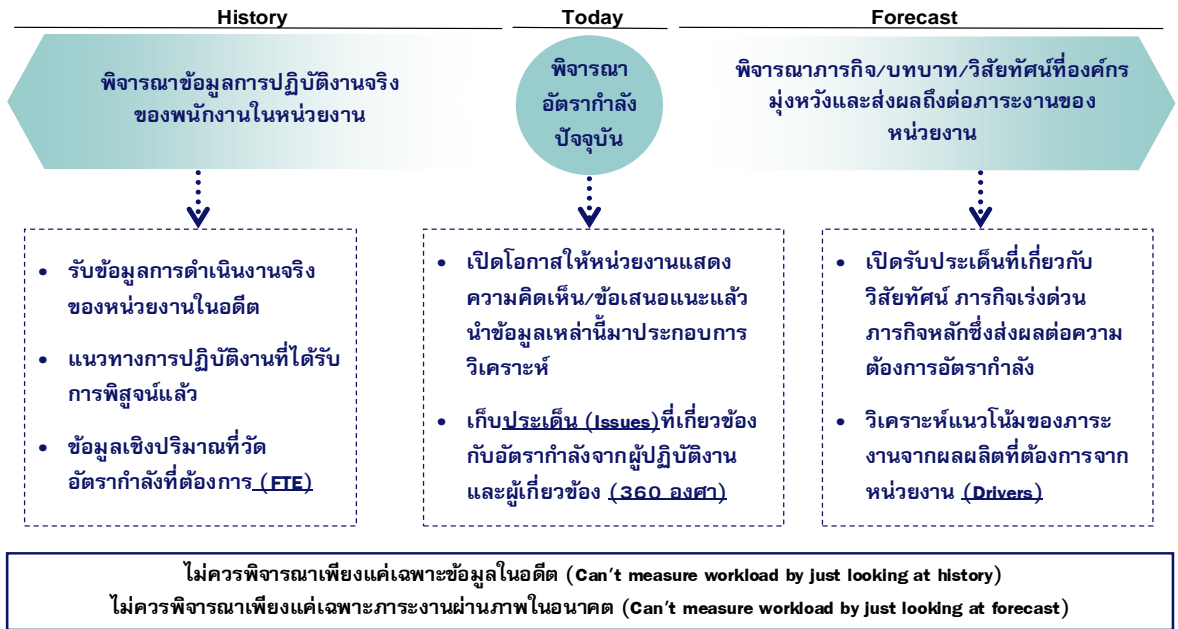 History
Today
Forecast
พิจารณาข้อมูลการปฏิบัติงานจริง
ของพนักงานในหน่วยงาน
พิจารณา
อัตรากำลัง
ปัจจุบัน
พิจารณาภารกิจ/บทบาท/วิสัยทัศน์ที่องค์กร
มุ่งหวังและส่งผลถึงต่อภาระงานของ
หน่วยงาน
• รับข้อมูลการดำเนินงานจริง
ของหน่วยงานในอดีต
• แนวทางการปฏิบัติงานที่ได้รับ
การพิสูจน์แล้ว
• ข้อมูลเชิงปริมาณที่วัด
อัตรากำลังที่ต้องการ (FTE)
• เปิดโอกาสให้หน่วยงานแสดง
ความคิดเห็น/ข้อเสนอแนะแล้ว
นำข้อมูลเหล่านี้มาประกอบการ
วิเคราะห์
• เก็บประเด็น (Issues)ที่เกี่ยวข้อง
กับอัตรากำลังจากผู้ปฏิบัติงาน
และผู้เกี่ยวข้อง (360 องศา)
• เปิดรับประเด็นที่เกี่ยวกับ
วิสัยทัศน์ ภารกิจเร่งด่วน
ภารกิจหลักซึ่งส่งผลต่อความ
ต้องการอัตรากำลัง
• วิเคราะห์แนวโน้มของภาระ
งานจากผลผลิตที่ต้องการจาก
หน่วยงาน (Drivers)
ไม่ควรพิจารณาเพียงแค่เฉพาะข้อมูลในอดีต (Can't measure workload by just looking at history)
ไม่ควรพิจารณาเพียงแค่เฉพาะภาระงานผ่านภาพในอนาคต (Can't measure workload by just looking at forecast)